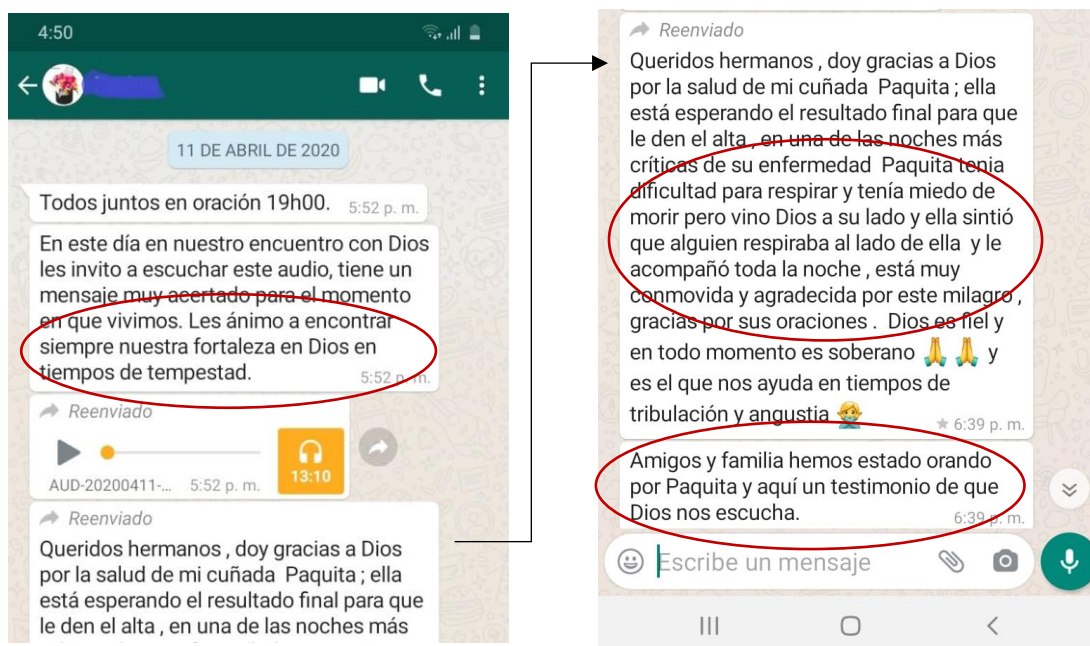 4:50
11 DE ABRIL DE 2020
Todos juntos en oración 19h00. 5:52 p. m.
En este día en nuestro encuentro con Dios
les invito a escuchar este audio, tiene un
mensaje muy acertado para el momento
en que vivimos. Les ánimo a encontrar
siempre nuestra fortaleza en Dios en
tiempos de tempestad. 5:52 p. m.
Reenviado
13:10
AUD-20200411-... 5:52 p. m.
Reenviado
Queridos hermanos , doy gracias a Dios
por la salud de mi cuñada Paquita ; ella
está esperando el resultado final para que
le den el alta , en una de las noches más
Reenviado
Queridos hermanos , doy gracias a Dios
por la salud de mi cuñada Paquita ; ella
está esperando el resultado final para que
le den el alta , en una de las noches más
críticas de su enfermedad Paquita tenia
dificultad para respirar y tenía miedo de
morir pero vino Dios a su lado y ella sintió
que alguien respiraba al lado de ella y le
acompañó toda la noche , está muy
conmovida y agradecida por este milagro ,
gracias por sus oraciones . Dios es fiel y
en todo momento es soberano 🙏 🙏 y
es el que nos ayuda en tiempos de
tribulación y angustia 🙇
★ 6:39 p. m.
Amigos y familia hemos estado orando
por Paquita y aquí un testimonio de que
Dios nos escucha. 6:39 p. m.
Escribe un mensaje